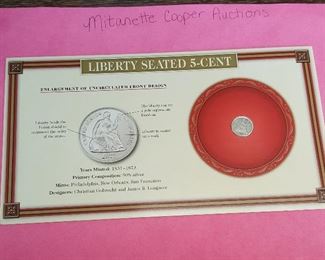 Mitanette Cooper Auctions
LIBERTY SEATED 5-CENT
ENLARGEMENT OF UNCIRCULATED FRONT DESIGN
Years Minted: 1837-1873
Primary Composition: 90% silver
Mints: Philadelphia, New Orleans, San Francisco
Designers: Christian Gobrecht and James B. Longacre